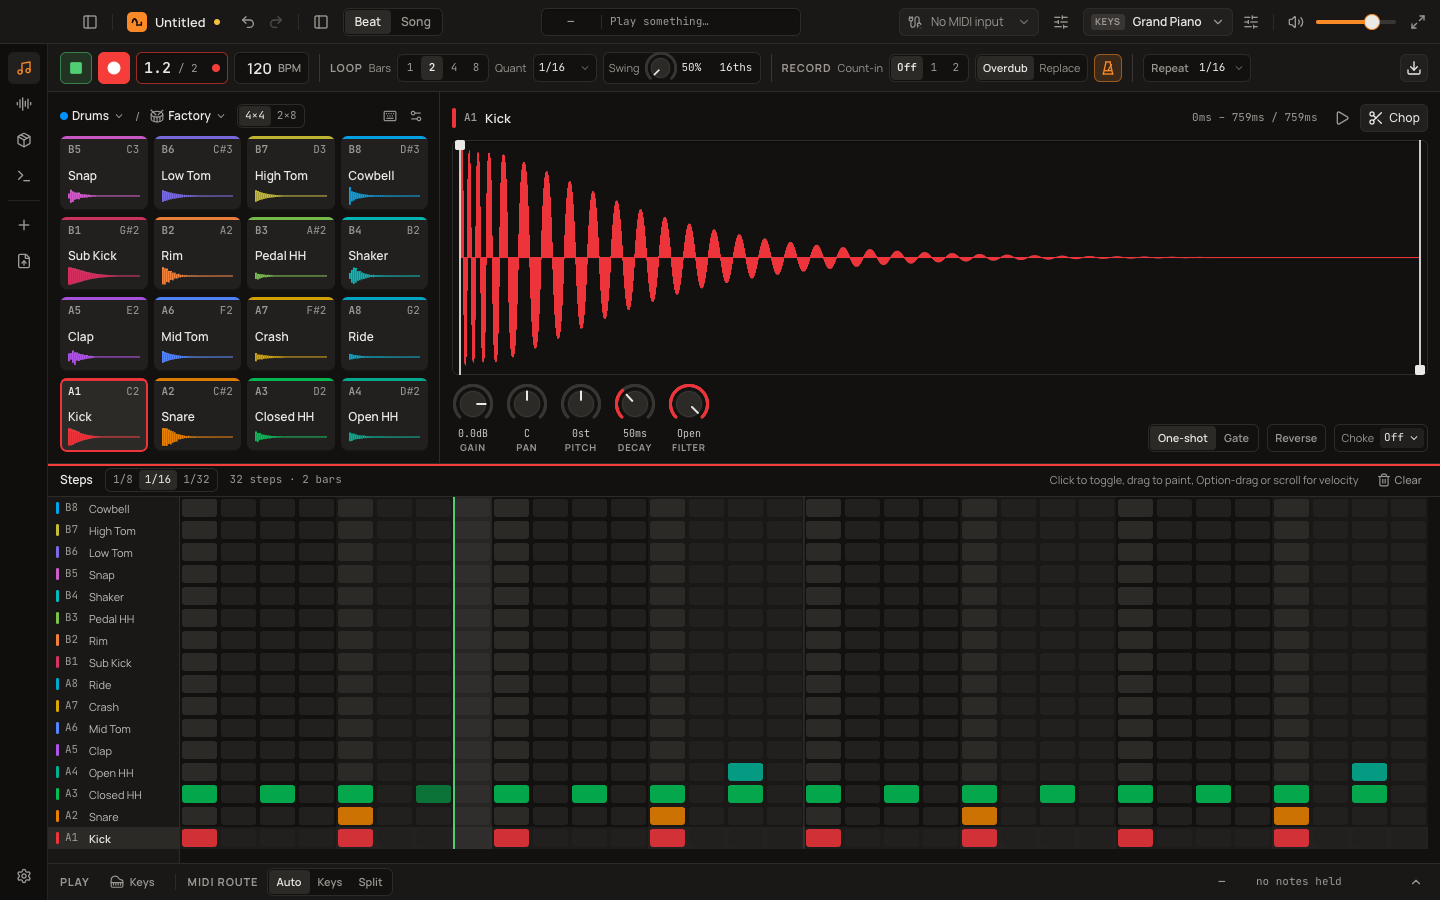 Untitled
Beat Song
– Play something…
No MIDI input
KEYS Grand Piano
1.2 / 2
120 BPM
LOOP Bars 1 2 4 8 Quant 1/16
Swing 50% 16ths
RECORD Count-in Off 1 2 Overdub Replace
Repeat 1/16
Drums / Factory 4×4 2×8
B5 C3 B6 C#3 B7 D3 B8 D#3
Snap Low Tom High Tom Cowbell
B1 G#2 B2 A2 B3 A#2 B4 B2
Sub Kick Rim Pedal HH Shaker
A5 E2 A6 F2 A7 F#2 A8 G2
Clap Mid Tom Crash Ride
A1 C2 A2 C#2 A3 D2 A4 D#2
Kick Snare Closed HH Open HH
A1 Kick
0ms – 759ms / 759ms Chop
0.0dB C 0st 50ms Open
GAIN PAN PITCH DECAY FILTER
One-shot Gate Reverse Choke Off
Steps 1/8 1/16 1/32 32 steps · 2 bars
Click to toggle, drag to paint, Option-drag or scroll for velocity Clear
B8 Cowbell
B7 High Tom
B6 Low Tom
B5 Snap
B4 Shaker
B3 Pedal HH
B2 Rim
B1 Sub Kick
A8 Ride
A7 Crash
A6 Mid Tom
A5 Clap
A4 Open HH
A3 Closed HH
A2 Snare
A1 Kick
PLAY Keys MIDI ROUTE Auto Keys Split
– no notes held